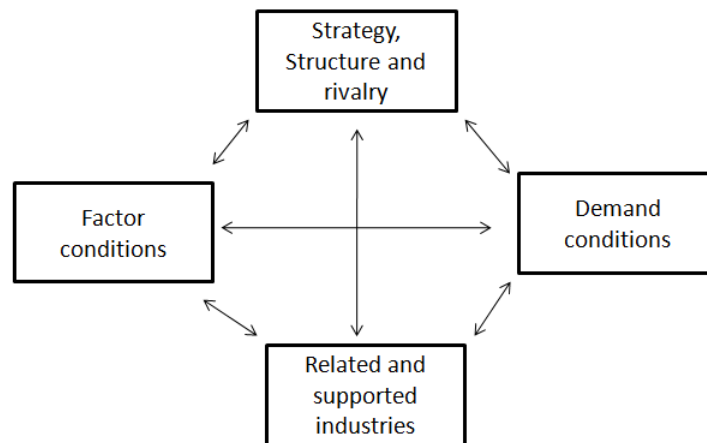 Strategy,
Structure and
rivalry
Factor
conditions
Demand
conditions
Related and
supported
industries